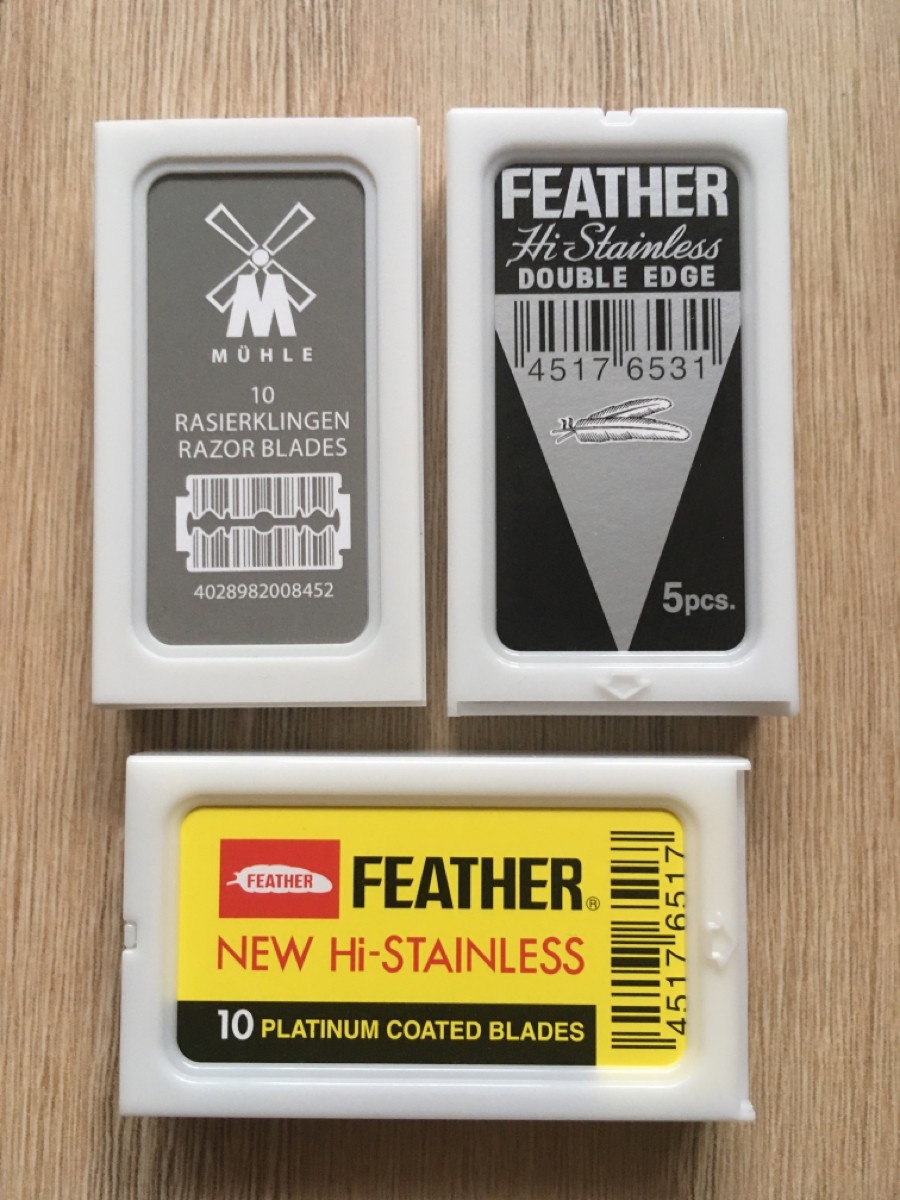 M
MÜHLE
10
RASIERKLINGEN
RAZOR BLADES
4028982008452
FEATHER
Hi-Stainless
DOUBLE EDGE
4517 6531
5pcs.
FEATHER
FEATHER®
NEW Hi-STAINLESS
10 PLATINUM COATED BLADES
4517 6517